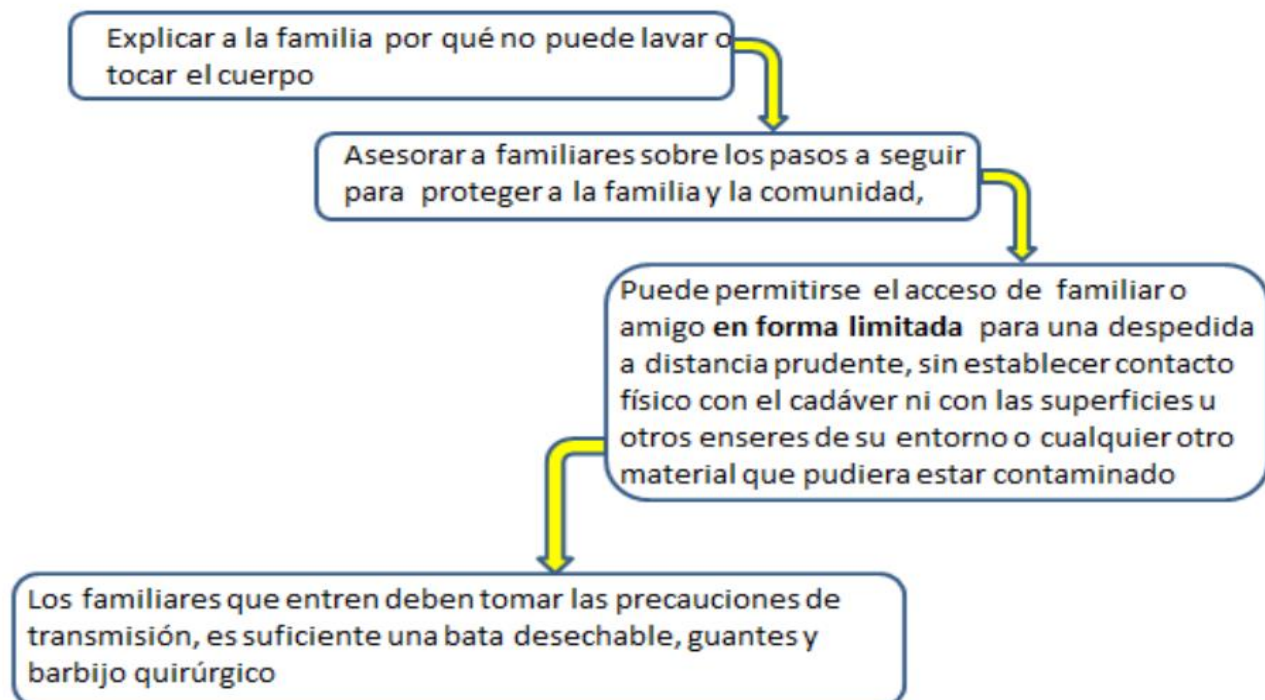 Explicar a la familia por qué no puede lavar o
tocar el cuerpo
Asesorar a familiares sobre los pasos a seguir
para proteger a la familia y la comunidad,
Puede permitirse el acceso de familiar o
amigo en forma limitada para una despedida
a distancia prudente, sin establecer contacto
físico con el cadáver ni con las superficies u
otros enseres de su entorno o cualquier otro
material que pudiera estar contaminado
Los familiares que entren deben tomar las precauciones de
transmisión, es suficiente una bata desechable, guantes y
barbijo quirúrgico